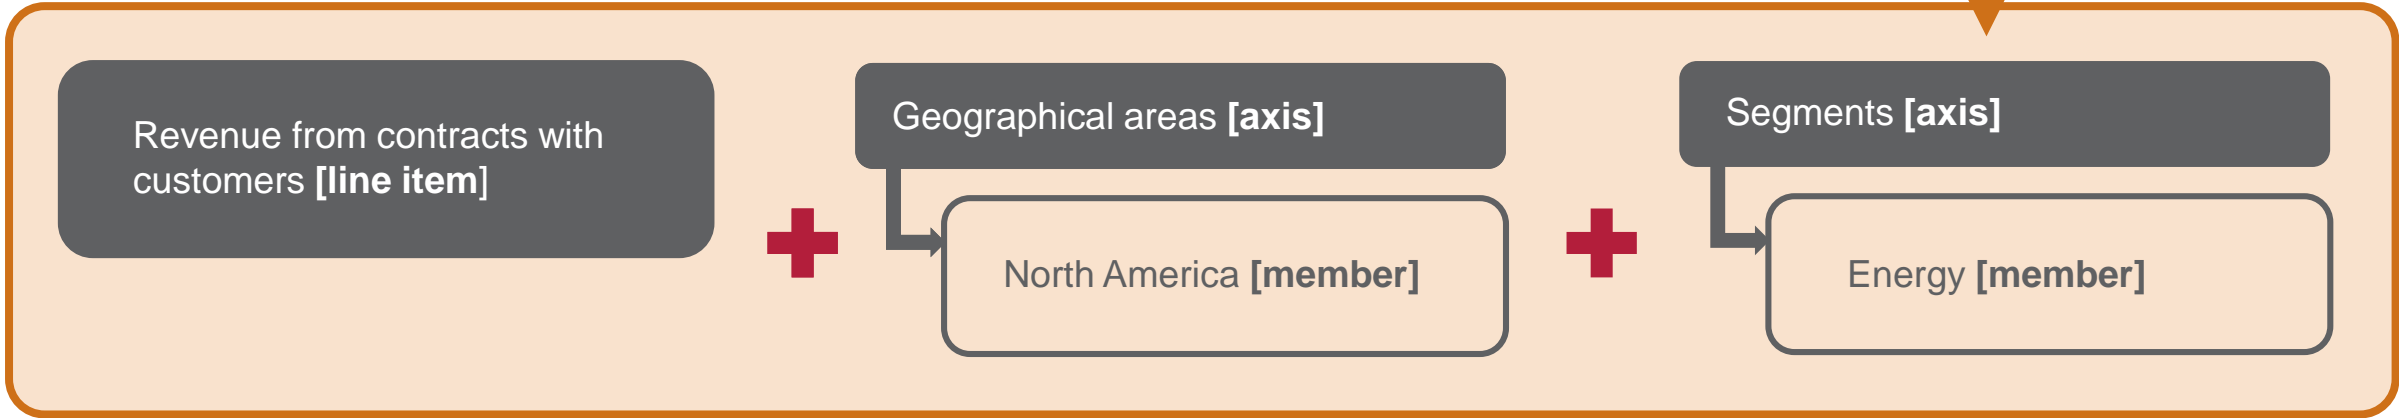 Revenue from contracts with
customers [line item]
Geographical areas [axis]
North America [member]
Segments [axis]
Energy [member]